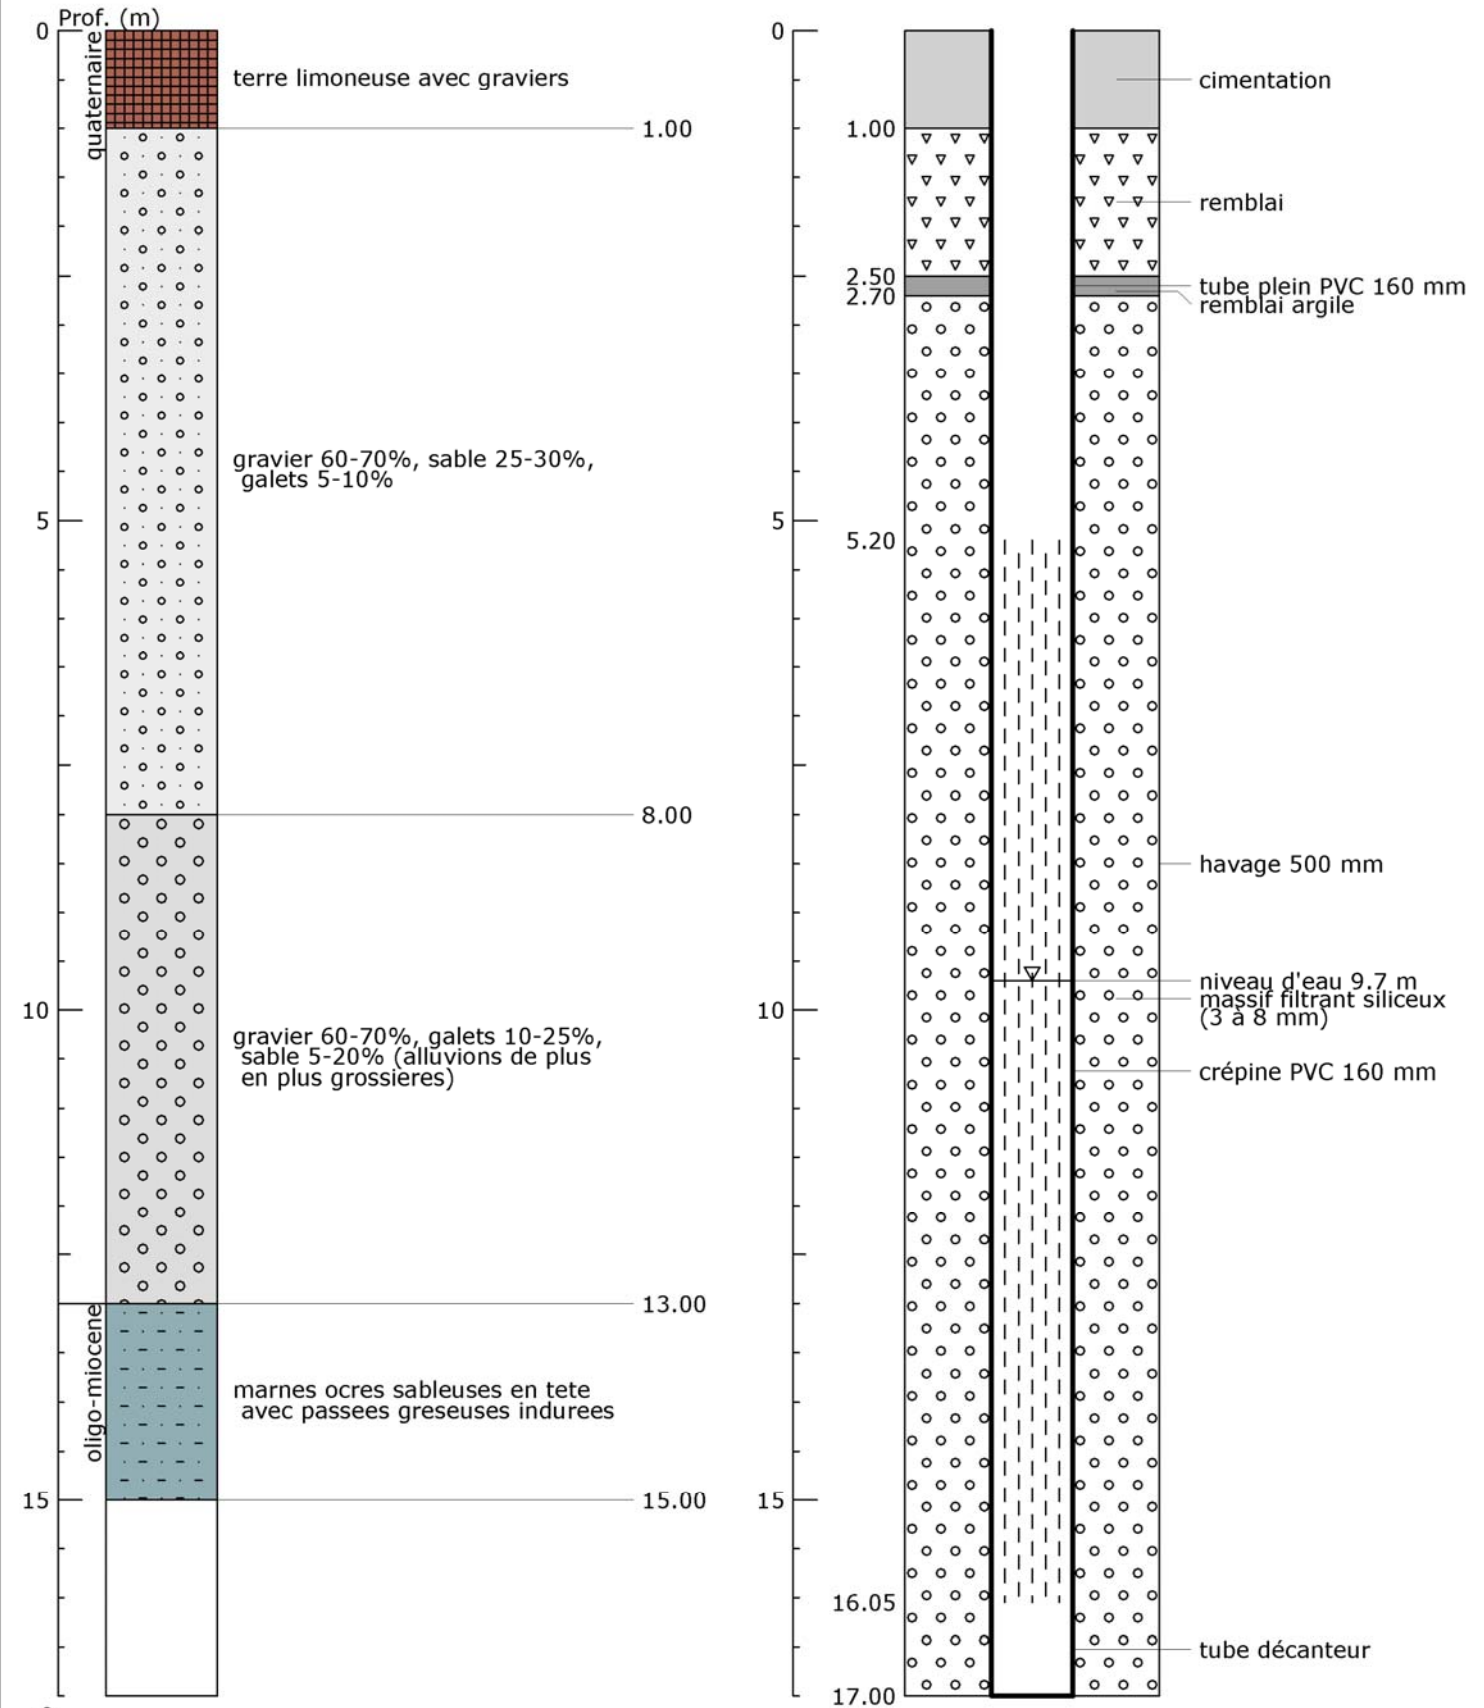 Prof. (m)
0
quaternaire
terre limoneuse avec graviers
1.00
gravier 60-70%, sable 25-30%,
galets 5-10%
5
8.00
10
gravier 60-70%, galets 10-25%,
sable 5-20% (alluvions de plus
en plus grossieres)
13.00
oligo-miocene
marnes ocres sableuses en tete
avec passees greseuses indurees
15
15.00
0
cimentation
1.00
remblai
2.50
tube plein PVC 160 mm
2.70
remblai argile
5
5.20
havage 500 mm
niveau d'eau 9.7 m
massif filtrant siliceux
10
(3 à 8 mm)
crépine PVC 160 mm
15
16.05
tube décanteur
17.00